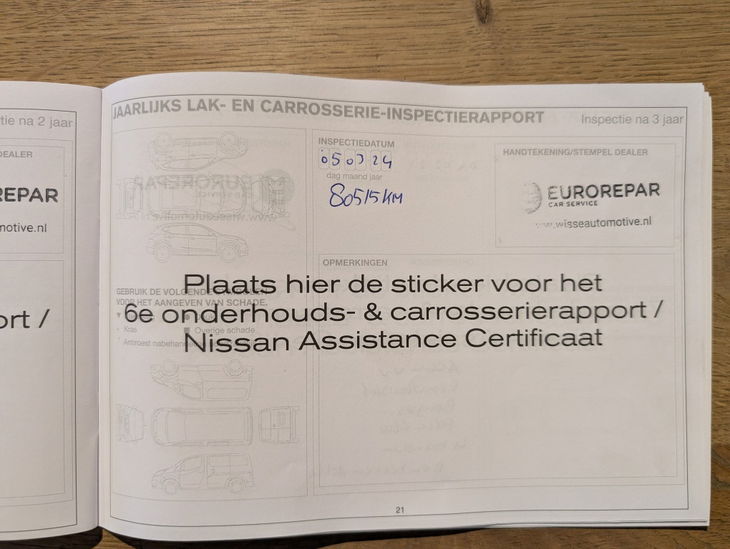 tie na 2 jaar
DEALER
REPAR
motive.nl
ort /
JAARLIJKS LAK- EN CARROSSERIE-INSPECTIERAPPORT
Inspectie na 3 jaar
INSPECTIEDATUM
050324
dag maand jaar
80515 KM
HANDTEKENING/STEMPEL DEALER
EUROREPAR
CAR SERVICE
www.wisseautomotive.nl
OPMERKINGEN
GEBRUIK DE VOLGENDE
VOOR HET AANGEVEN VAN SCHADE.
Kras
Overige schade
Antiroest nabehan
Plaats hier de sticker voor het
6e onderhouds- & carrosserierapport /
Nissan Assistance Certificaat
21